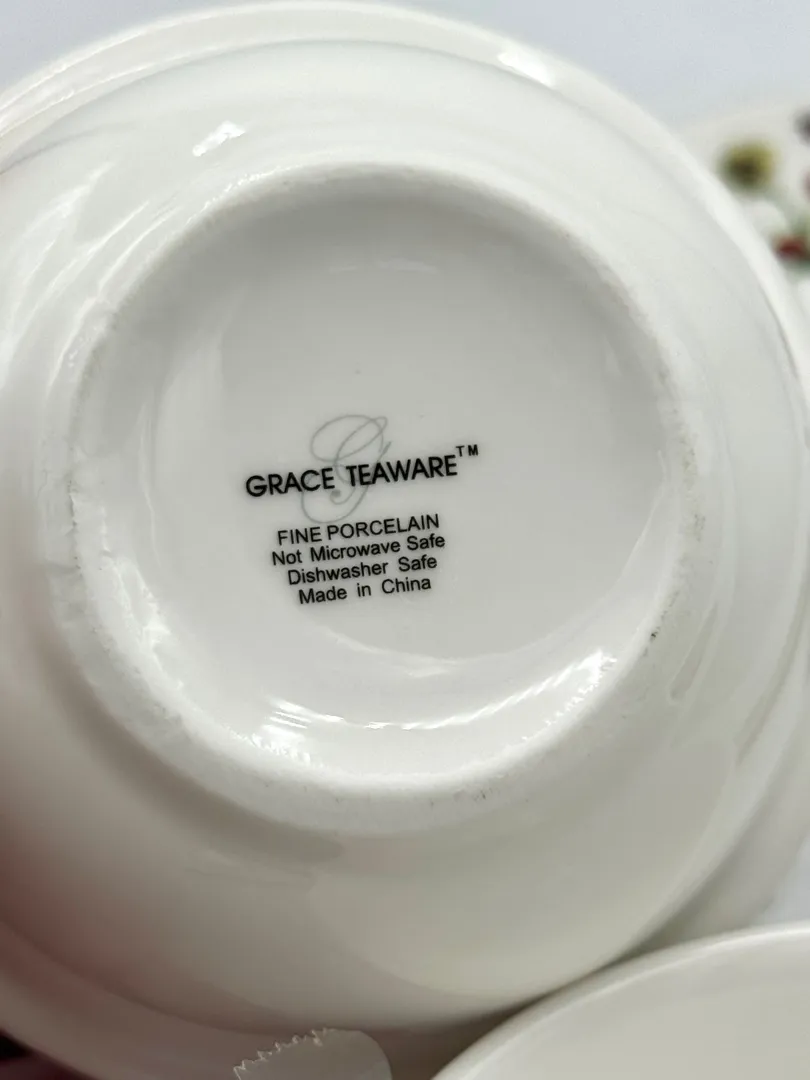 G
GRACE TEAWARE™
FINE PORCELAIN
Not Microwave Safe
Dishwasher Safe
Made in China